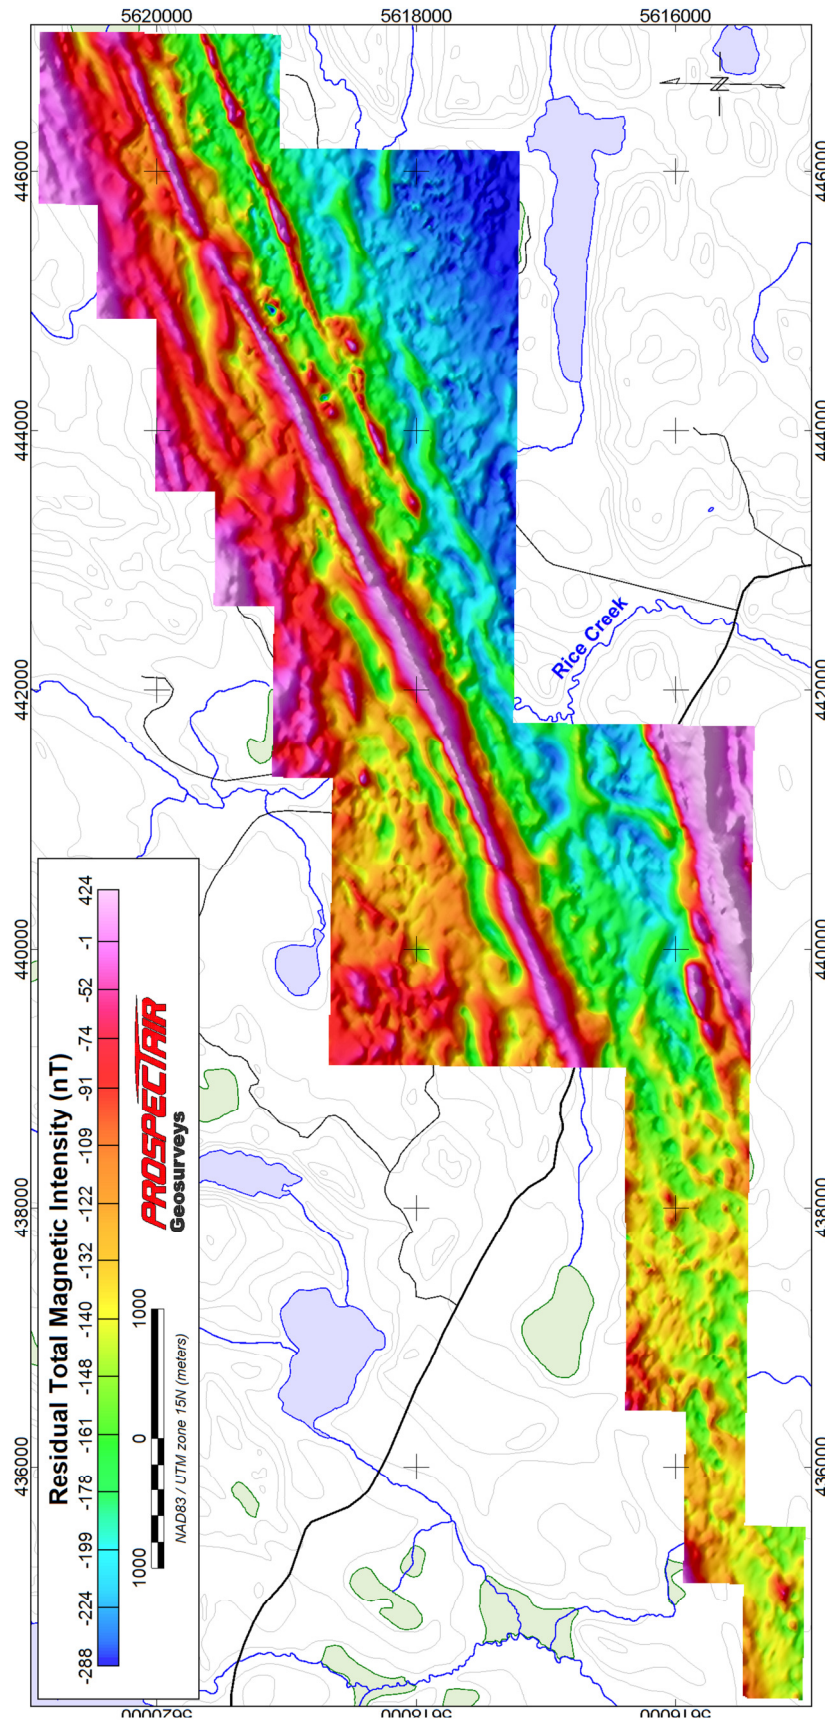 5620000 5618000 5616000
N
446000 446000
444000 444000
Rice Creek
442000 442000
440000 440000
438000 438000
436000 436000
Residual Total Magnetic Intensity (nT)
-288 -224 -199 -178 -161 -148 -140 -132 -122 -109 -91 -74 -52 -1 424
PROSPECTAIR
Geosurveys
1000 0 1000
NAD83 / UTM zone 15N (meters)
5620000 5618000 5616000